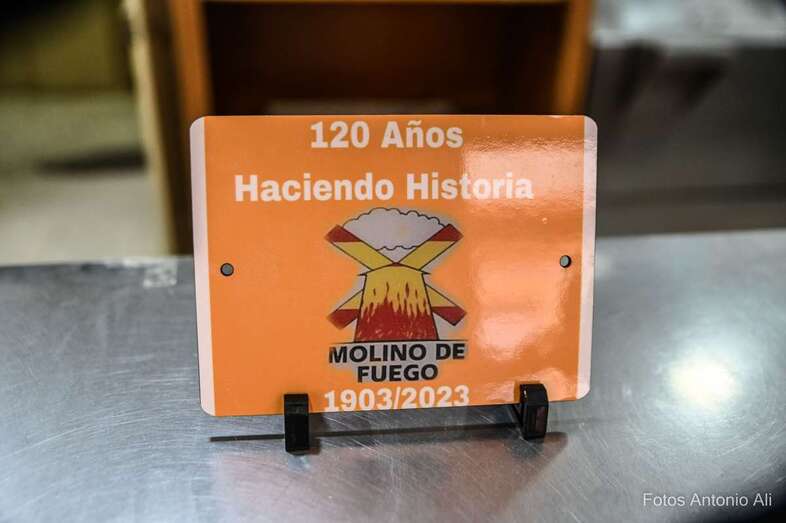 120 Años
Haciendo Historia
MOLINO DE
FUEGO
1903/2023
Fotos Antonio Ali